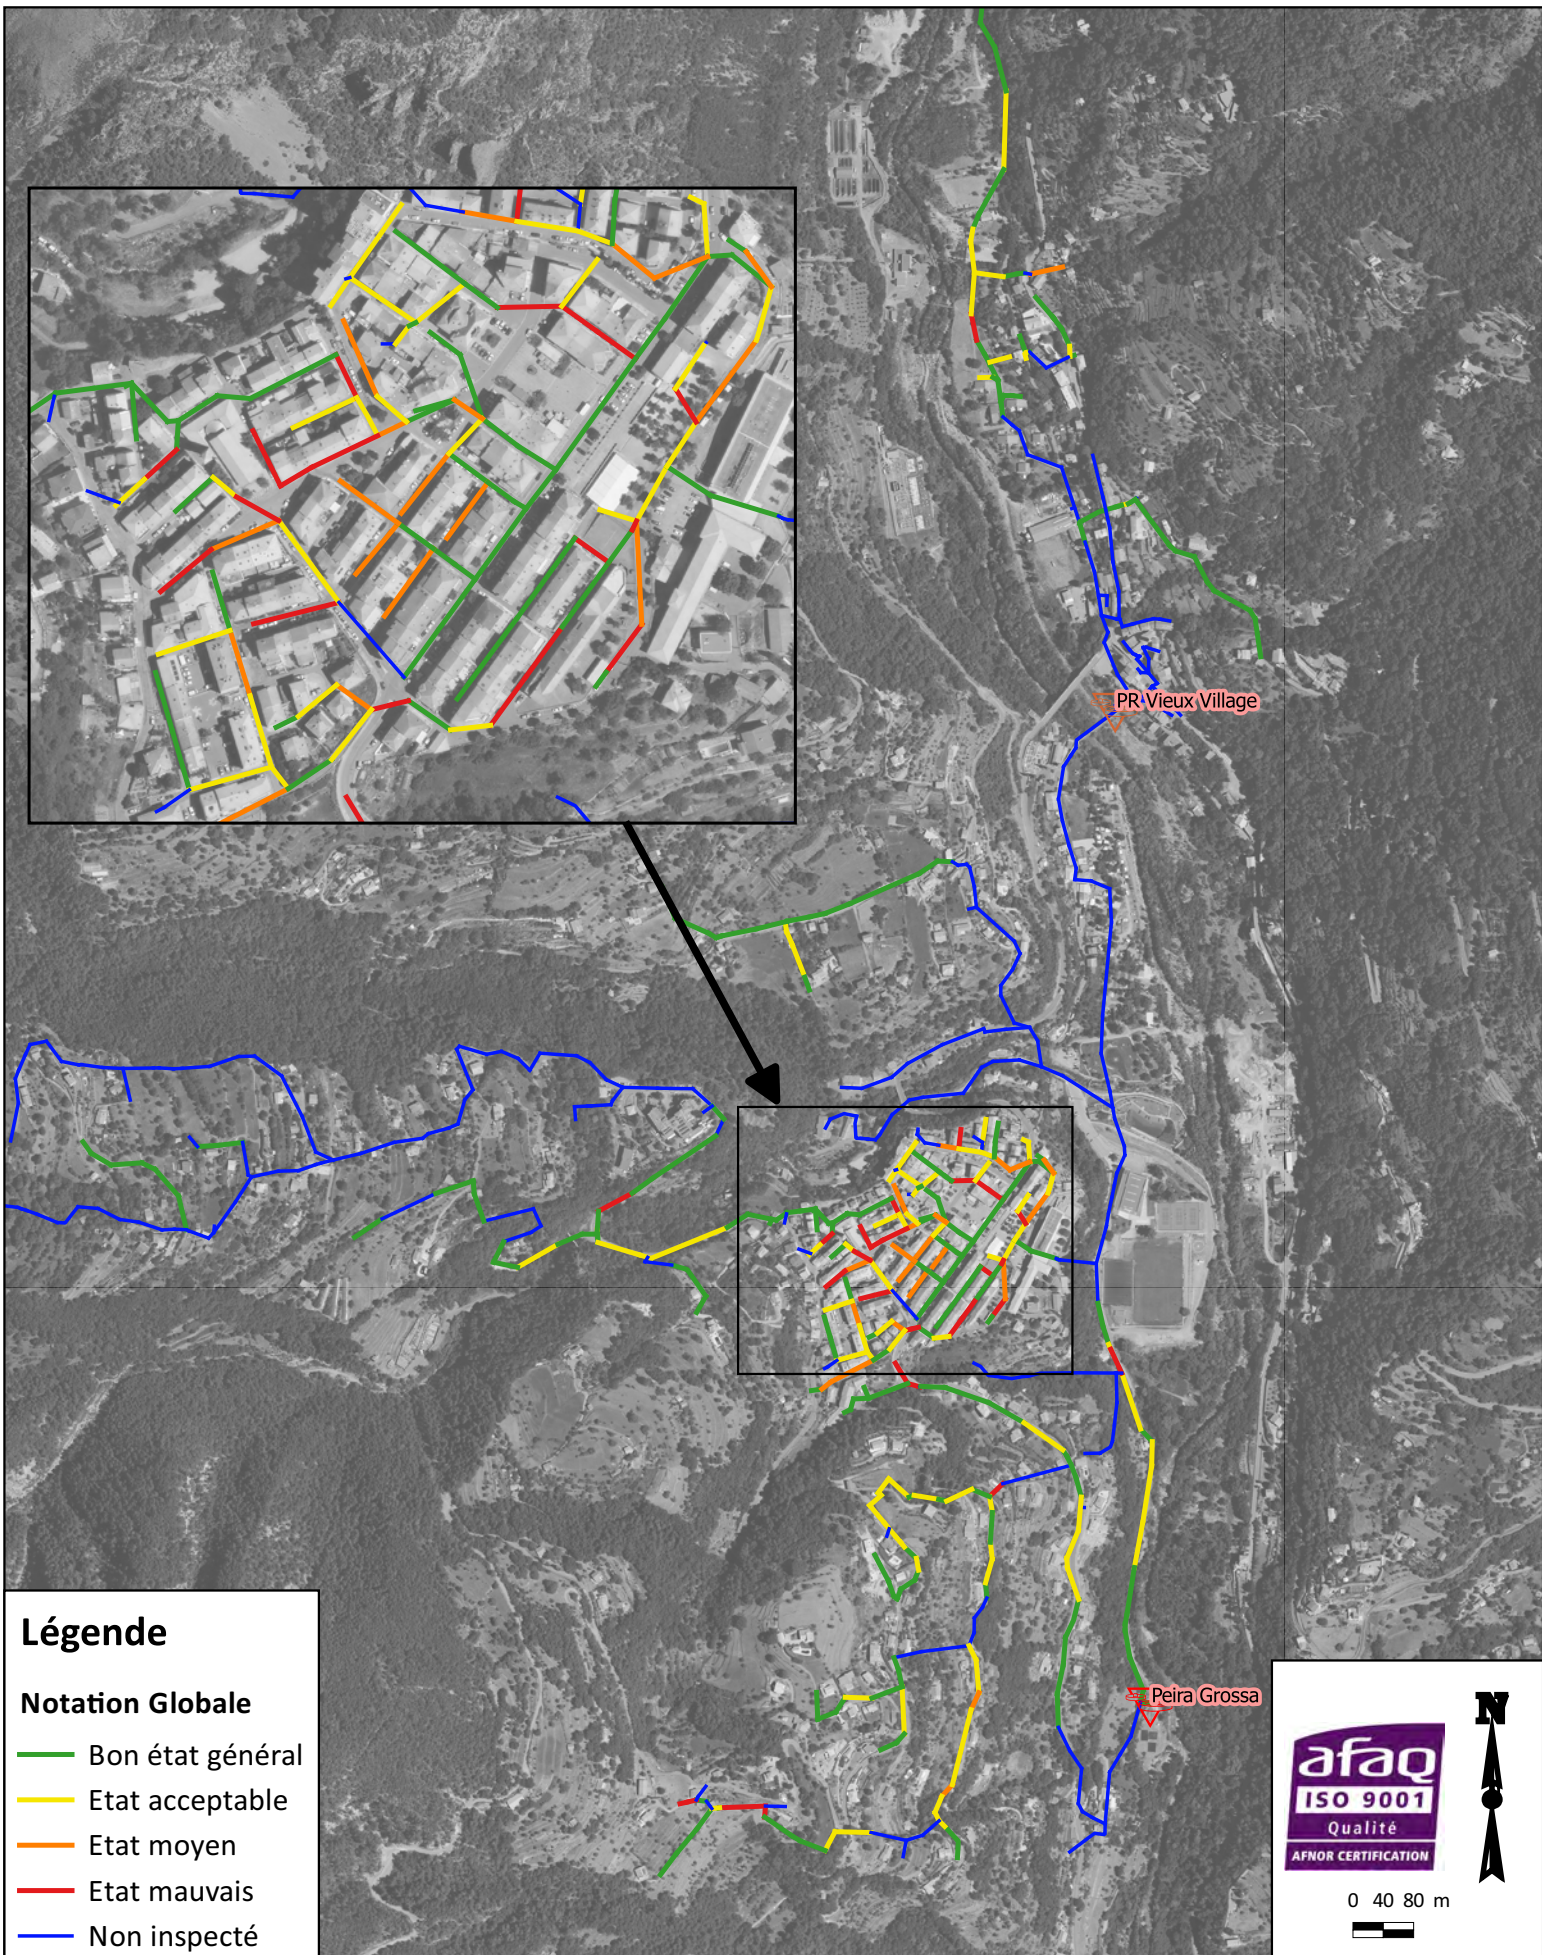 PR Vieux Village
Peira Grossa
Légende
Notation Globale
Bon état général
Etat acceptable
Etat moyen
Etat mauvais
Non inspecté
afaq
ISO 9001
Qualité
AFNOR CERTIFICATION
N
0 40 80 m